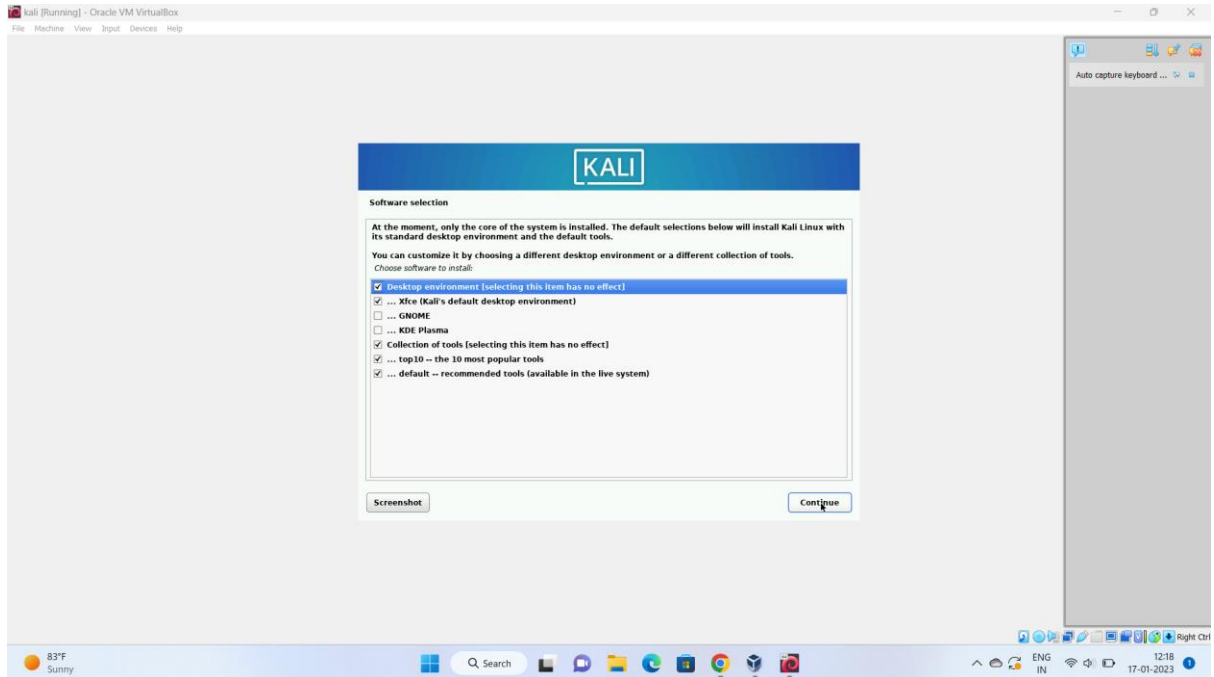 kali [Running] - Oracle VM VirtualBox
File Machine View Input Devices Help
Auto capture keyboard ...
KALI
Software selection
At the moment, only the core of the system is installed. The default selections below will install Kali Linux with
its standard desktop environment and the default tools.
You can customize it by choosing a different desktop environment or a different collection of tools.
Choose software to install:
Desktop environment [selecting this item has no effect]
... Xfce (Kali's default desktop environment)
... GNOME
... KDE Plasma
Collection of tools [selecting this item has no effect]
... top10 -- the 10 most popular tools
... default -- recommended tools (available in the live system)
Screenshot
Continue
Right Ctrl
83°F
Sunny
Search
ENG
IN
12:18
17-01-2023
1